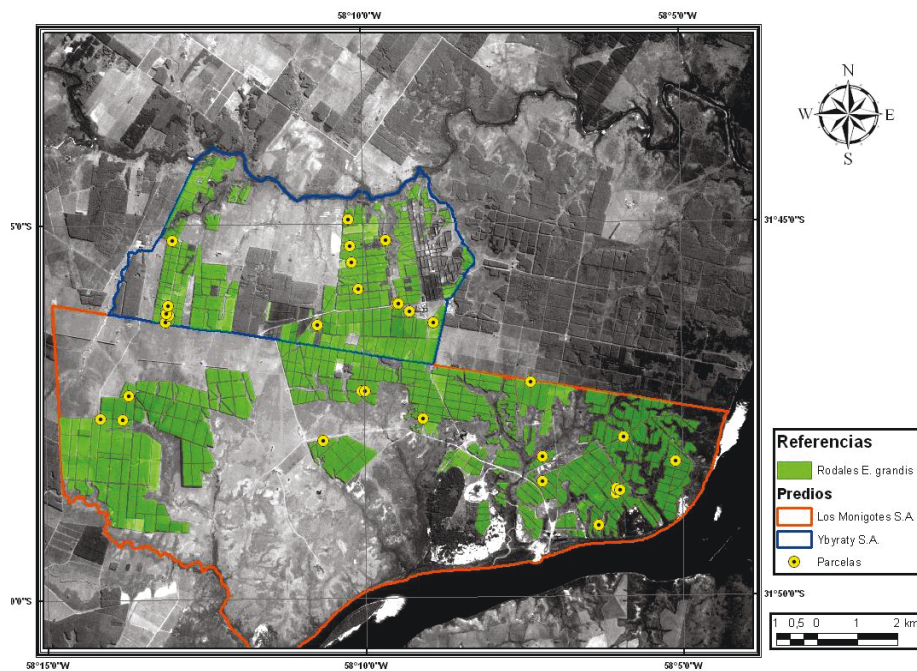 58°10'0"W 58°5'0"W
N
W E
S
5'0"S 31°45'0"S
Referencias
Rodales E. grandis
Predios
Los Monigotes S.A.
Ybyraty S.A.
Parcelas
0'0"S 31°50'0"S
1 0,5 0 1 2 km
58°15'0"W 58°10'0"W 58°5'0"W